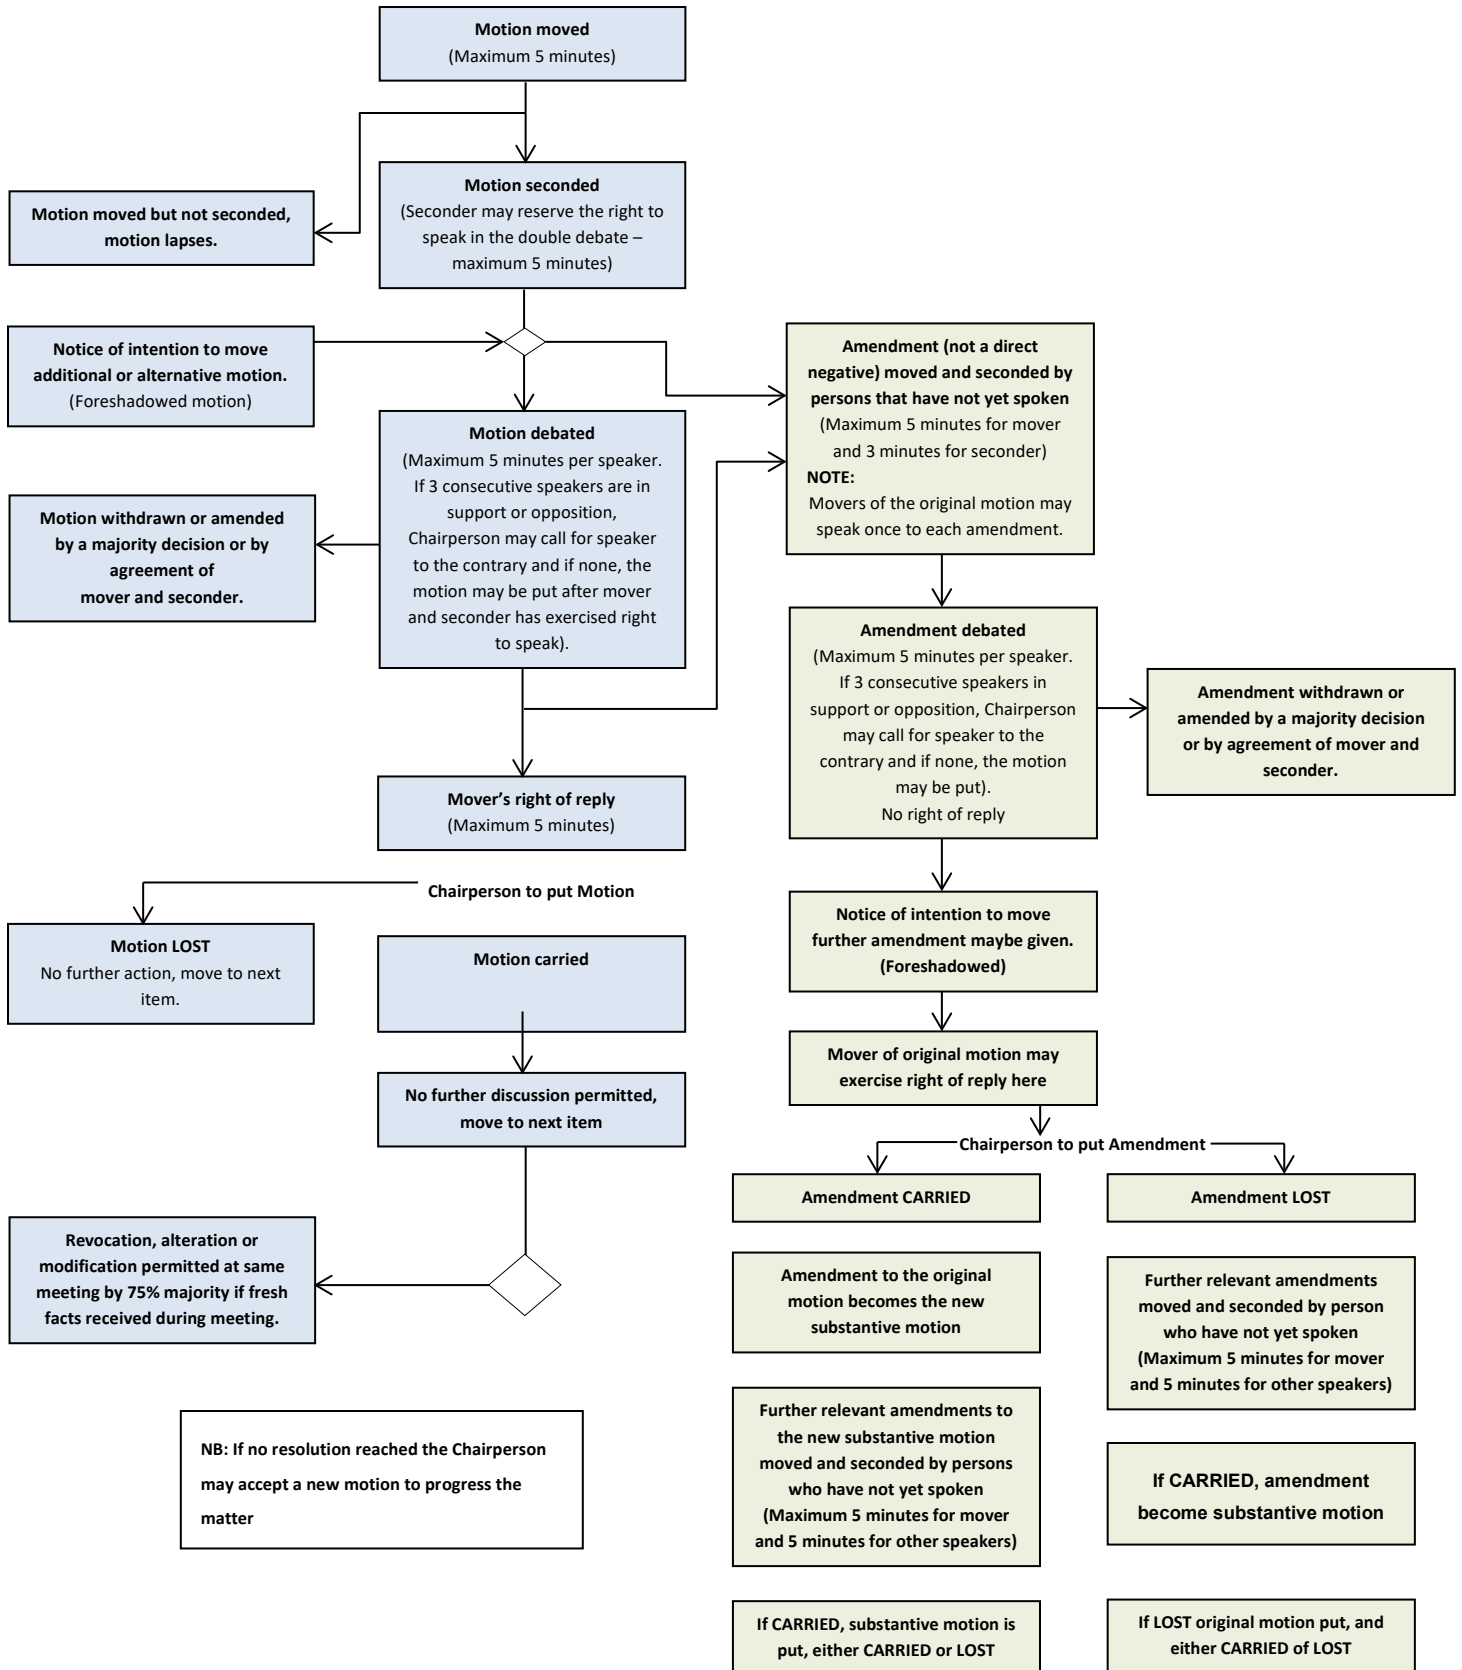 Motion moved
(Maximum 5 minutes)
Motion seconded
(Seconder may reserve the right to
speak in the double debate –
maximum 5 minutes)
Motion moved but not seconded,
motion lapses.
Notice of intention to move
additional or alternative motion.
(Foreshadowed motion)
Motion debated
(Maximum 5 minutes per speaker.
If 3 consecutive speakers are in
support or opposition,
Chairperson may call for speaker
to the contrary and if none, the
motion may be put after mover
and seconder has exercised right
to speak).
Motion withdrawn or amended
by a majority decision or by
agreement of
mover and seconder.
Mover’s right of reply
(Maximum 5 minutes)
Chairperson to put Motion
Motion LOST
No further action, move to next
item.
Motion carried
No further discussion permitted,
move to next item
Revocation, alteration or
modification permitted at same
meeting by 75% majority if fresh
facts received during meeting.
NB: If no resolution reached the Chairperson
may accept a new motion to progress the
matter
Amendment (not a direct
negative) moved and seconded by
persons that have not yet spoken
(Maximum 5 minutes for mover
and 3 minutes for seconder)
NOTE:
Movers of the original motion may
speak once to each amendment.
Amendment debated
(Maximum 5 minutes per speaker.
If 3 consecutive speakers in
support or opposition, Chairperson
may call for speaker to the
contrary and if none, the motion
may be put).
No right of reply
Amendment withdrawn or
amended by a majority decision
or by agreement of mover and
seconder.
Notice of intention to move
further amendment maybe given.
(Foreshadowed)
Mover of original motion may
exercise right of reply here
Chairperson to put Amendment
Amendment CARRIED
Amendment to the original
motion becomes the new
substantive motion
Further relevant amendments to
the new substantive motion
moved and seconded by persons
who have not yet spoken
(Maximum 5 minutes for mover
and 5 minutes for other speakers)
If CARRIED, substantive motion is
put, either CARRIED or LOST
Amendment LOST
Further relevant amendments
moved and seconded by person
who have not yet spoken
(Maximum 5 minutes for mover
and 5 minutes for other speakers)
If CARRIED, amendment
become substantive motion
If LOST original motion put, and
either CARRIED of LOST